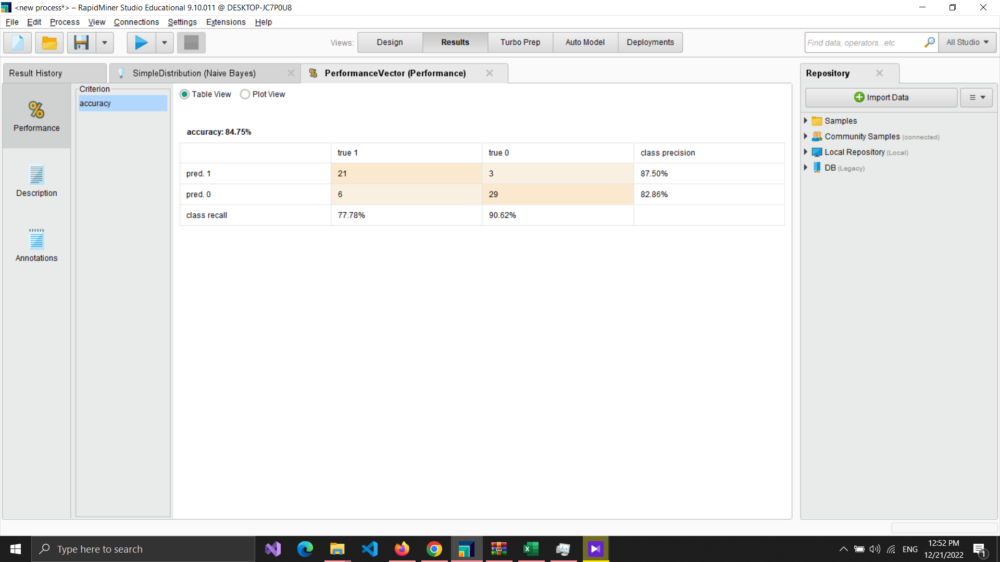 <new process*> – RapidMiner Studio Educational 9.10.011 @ DESKTOP-JC7P0U8
File Edit Process View Connections Settings Extensions Help
Views: Design Results Turbo Prep Auto Model Deployments
Find data, operators...etc All Studio
Result History SimpleDistribution (Naive Bayes) PerformanceVector (Performance) Repository
Criterion
accuracy
Table View Plot View
Import Data
Performance
Description
Annotations
accuracy: 84.75%
true 1 true 0 class precision
pred. 1 21 3 87.50%
pred. 0 6 29 82.86%
class recall 77.78% 90.62%
Samples
Community Samples (connected)
Local Repository (Local)
DB (Legacy)
Type here to search
ENG
12:52 PM
12/21/2022
1